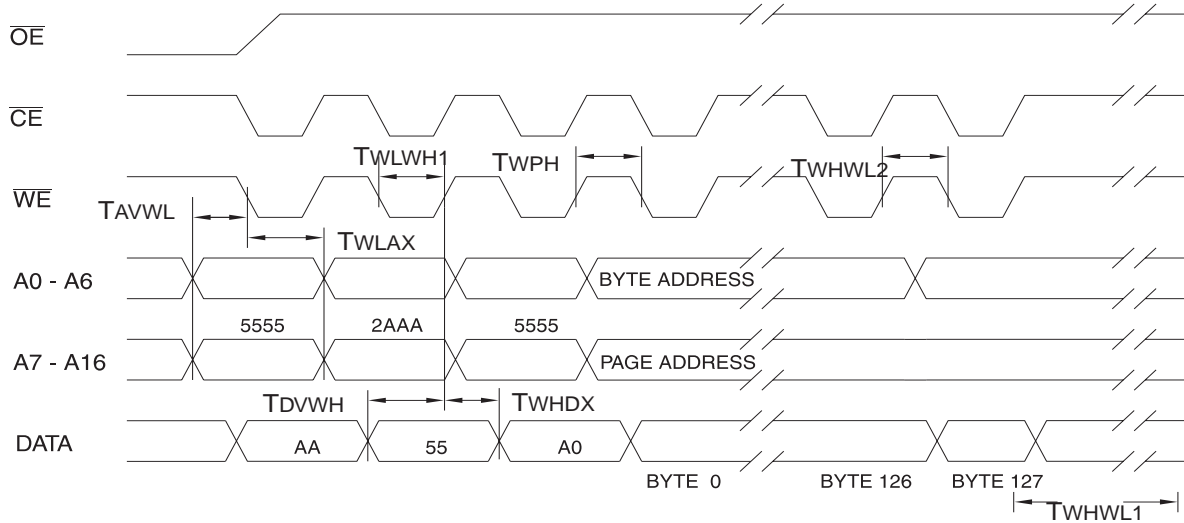 OE
CE
TWLWH1 TWPH TWHWL2
WE
TAVWL
TWLAX
A0 - A6 BYTE ADDRESS
5555 2AAA 5555
A7 - A16 PAGE ADDRESS
TDVWH TWHDX
DATA AA 55 A0
BYTE 0 BYTE 126 BYTE 127
TWHWL1